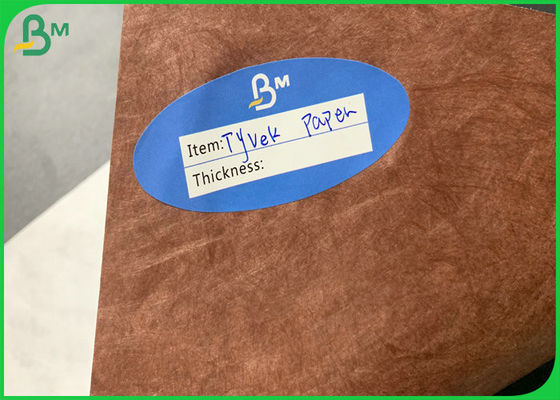 BM
BM
Item: Tyvek paper
Thickness: